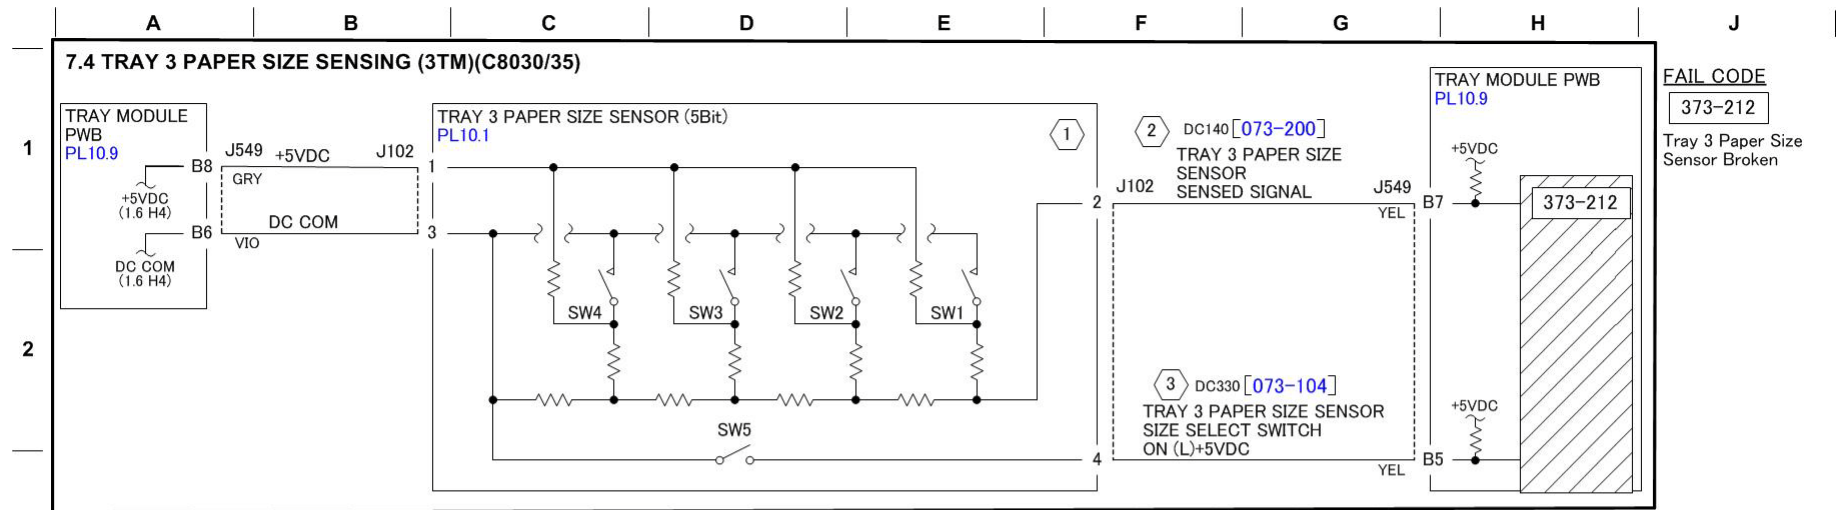 A B C D E F G H J
7.4 TRAY 3 PAPER SIZE SENSING (3TM)(C8030/35)
1
2
TRAY MODULE
PWB
PL10.9
B8
+5VDC
(1.6 H4)
B6
DC COM
(1.6 H4)
J549 +5VDC J102
GRY
DC COM
VIO
1
3
TRAY 3 PAPER SIZE SENSOR (5Bit)
PL10.1
SW4 SW3 SW2 SW1
SW5
1
2
4
J102
2 DC140[073-200]
TRAY 3 PAPER SIZE
SENSOR
SENSED SIGNAL
J549
YEL
3 DC330[073-104]
TRAY 3 PAPER SIZE SENSOR
SIZE SELECT SWITCH
ON (L)+5VDC
YEL
TRAY MODULE PWB
PL10.9
+5VDC
B7
373-212
+5VDC
B5
FAIL CODE
373-212
Tray 3 Paper Size
Sensor Broken